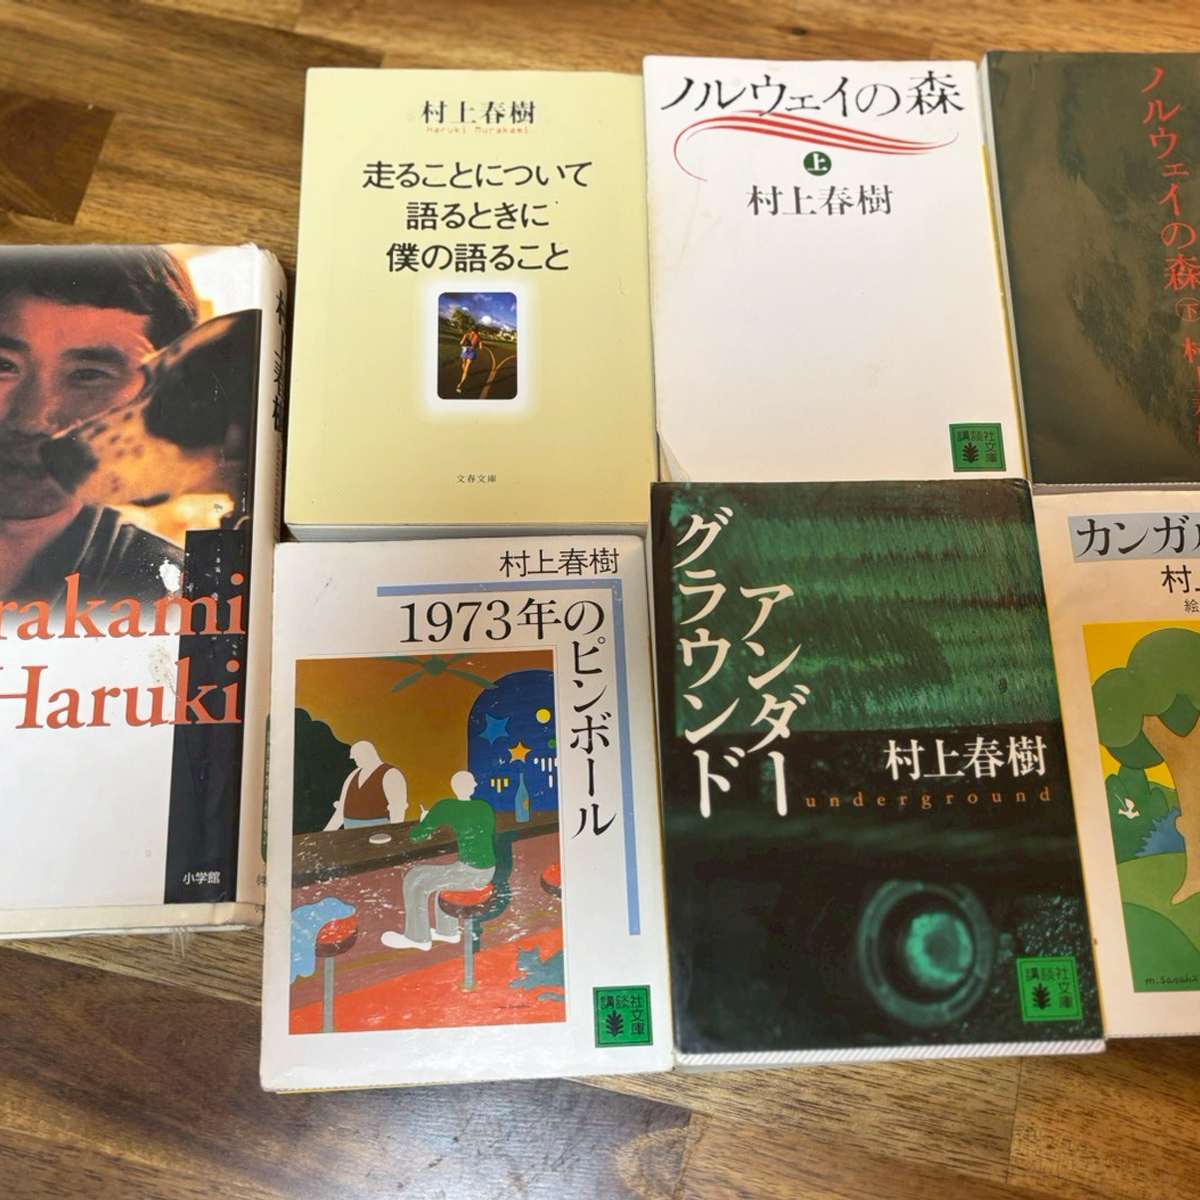 村上春樹
rakami
Haruki
小学館
村上春樹
Haruki Murakami
走ることについて
語るときに
僕の語ること
文春文庫
ノルウェイの森
上
村上春樹
講談社
文庫
ノルウェイの森
下
村上春樹
1973年のピンボール
講談社
文庫
アンダー
グラウンド
村上春樹
underground
講談社
文庫
カンガル
村上
絵
m.Sasaki